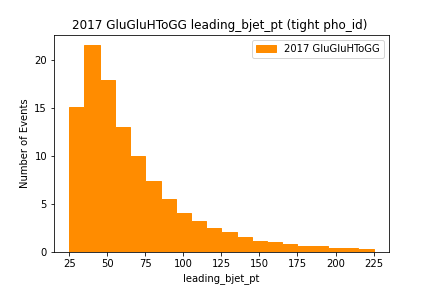 2017 GluGluHToGG leading_bjet_pt (tight pho_id)
2017 GluGluHToGG
Number of Events
20
15
10
5
0
25 50 75 100 125 150 175 200 225
leading_bjet_pt